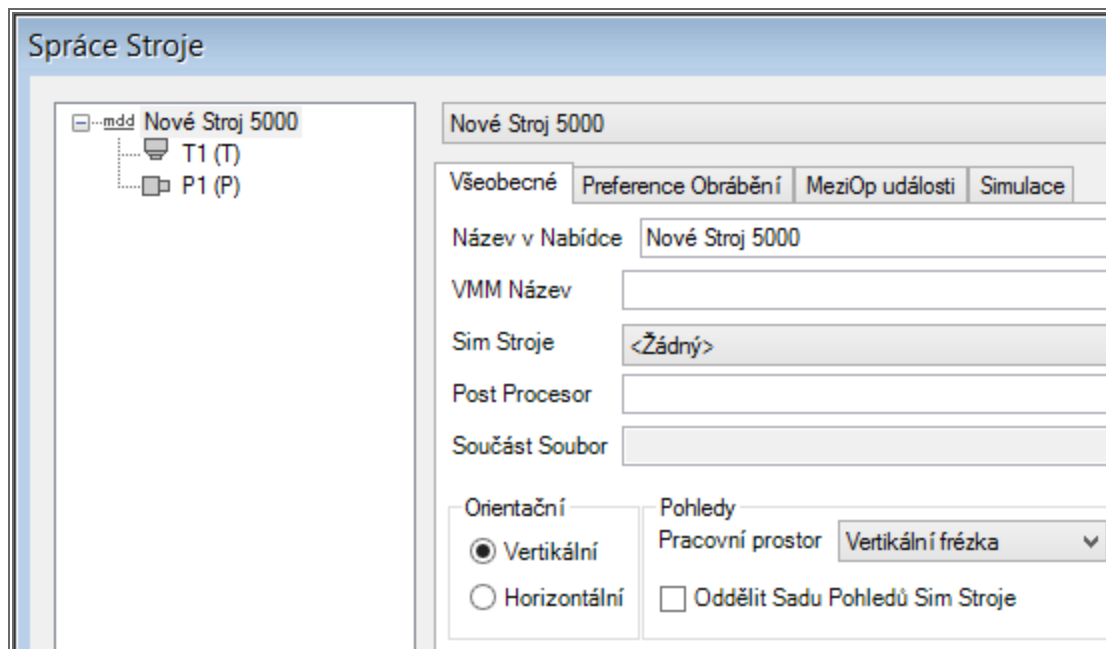 Spráce Stroje
mdd Nové Stroj 5000
T1 (T)
P1 (P)
Nové Stroj 5000
Všeobecné Preference Obrábění MeziOp události Simulace
Název v Nabídce Nové Stroj 5000
VMM Název
Sim Stroje <Žádný>
Post Procesor
Součást Soubor
Orientační
Vertikální
Horizontální
Pohledy
Pracovní prostor Vertikální frézka
Oddělit Sadu Pohledů Sim Stroje